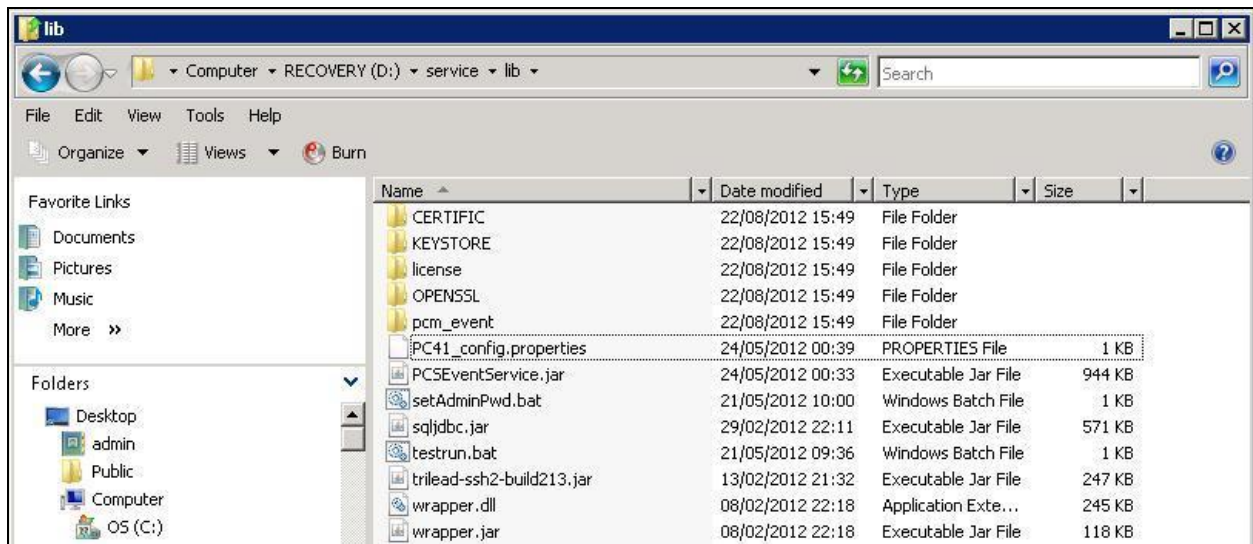 lib
Computer RECOVERY (D:) service lib Search
File Edit View Tools Help
Organize Views Burn
Favorite Links
Documents
Pictures
Music
More »
Folders
Desktop
admin
Public
Computer
OS (C:)
Name Date modified Type Size
CERTIFIC 22/08/2012 15:49 File Folder
KEYSTORE 22/08/2012 15:49 File Folder
license 22/08/2012 15:49 File Folder
OPENSSL 22/08/2012 15:49 File Folder
pcm_event 22/08/2012 15:49 File Folder
PC41_config.properties 24/05/2012 00:39 PROPERTIES File 1 KB
PCSEventService.jar 24/05/2012 00:33 Executable Jar File 944 KB
setAdminPwd.bat 21/05/2012 10:00 Windows Batch File 1 KB
sqljdbc.jar 29/02/2012 22:11 Executable Jar File 571 KB
testrun.bat 21/05/2012 09:36 Windows Batch File 1 KB
trilead-ssh2-build213.jar 13/02/2012 21:32 Executable Jar File 247 KB
wrapper.dll 08/02/2012 22:18 Application Exte... 245 KB
wrapper.jar 08/02/2012 22:18 Executable Jar File 118 KB